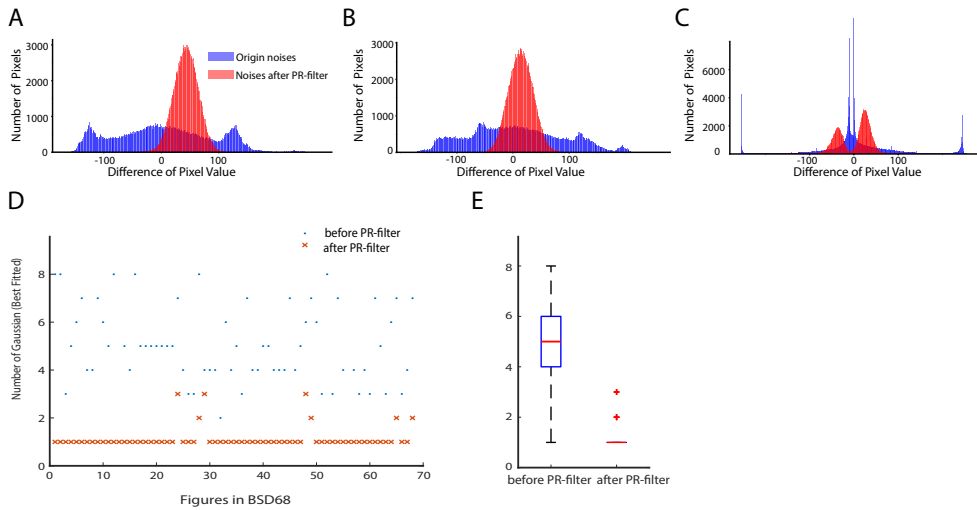 A
B
C
Number of Pixels
3000
2000
1000
0
-100
0
100
Difference of Pixel Value
Origin noises
Noises after PR-filter
Number of Pixels
3000
2000
1000
0
-100
0
100
Difference of Pixel Value
Number of Pixels
6000
4000
2000
0
-100
0
100
Difference of Pixel Value
D
before PR-filter
after PR-filter
Number of Gaussian (Best Fitted)
8
6
4
2
0
0
10
20
30
40
50
60
70
Figures in BSD68
E
8
6
4
2
0
before PR-filter
after PR-filter